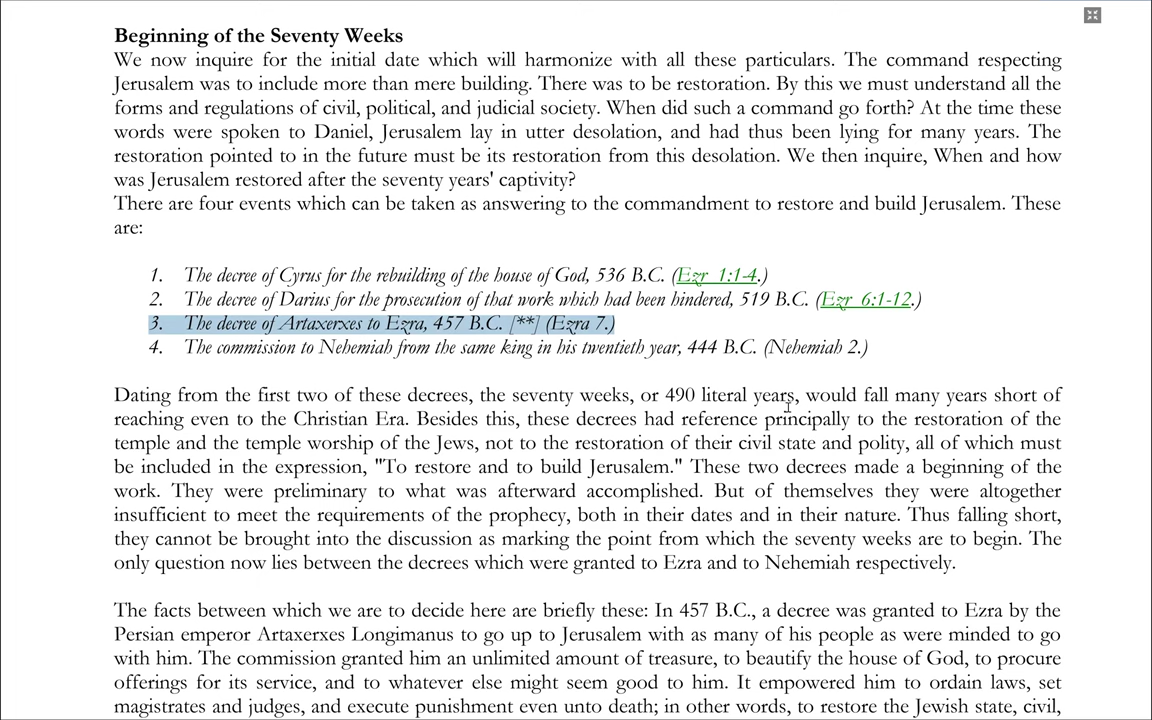 Beginning of the Seventy Weeks
We now inquire for the initial date which will harmonize with all these particulars. The command respecting
Jerusalem was to include more than mere building. There was to be restoration. By this we must understand all the
forms and regulations of civil, political, and judicial society. When did such a command go forth? At the time these
words were spoken to Daniel, Jerusalem lay in utter desolation, and had thus been lying for many years. The
restoration pointed to in the future must be its restoration from this desolation. We then inquire, When and how
was Jerusalem restored after the seventy years' captivity?
There are four events which can be taken as answering to the commandment to restore and build Jerusalem. These
are:
1. The decree of Cyrus for the rebuilding of the house of God, 536 B.C. (Ezr 1:1-4.)
2. The decree of Darius for the prosecution of that work which had been hindered, 519 B.C. (Ezr 6:1-12.)
3. The decree of Artaxerxes to Ezra, 457 B.C. [**] (Ezra 7.)
4. The commission to Nehemiah from the same king in his twentieth year, 444 B.C. (Nehemiah 2.)
Dating from the first two of these decrees, the seventy weeks, or 490 literal years, would fall many years short of
reaching even to the Christian Era. Besides this, these decrees had reference principally to the restoration of the
temple and the temple worship of the Jews, not to the restoration of their civil state and polity, all of which must
be included in the expression, "To restore and to build Jerusalem." These two decrees made a beginning of the
work. They were preliminary to what was afterward accomplished. But of themselves they were altogether
insufficient to meet the requirements of the prophecy, both in their dates and in their nature. Thus falling short,
they cannot be brought into the discussion as marking the point from which the seventy weeks are to begin. The
only question now lies between the decrees which were granted to Ezra and to Nehemiah respectively.
The facts between which we are to decide here are briefly these: In 457 B.C., a decree was granted to Ezra by the
Persian emperor Artaxerxes Longimanus to go up to Jerusalem with as many of his people as were minded to go
with him. The commission granted him an unlimited amount of treasure, to beautify the house of God, to procure
offerings for its service, and to whatever else might seem good to him. It empowered him to ordain laws, set
magistrates and judges, and execute punishment even unto death; in other words, to restore the Jewish state, civil,